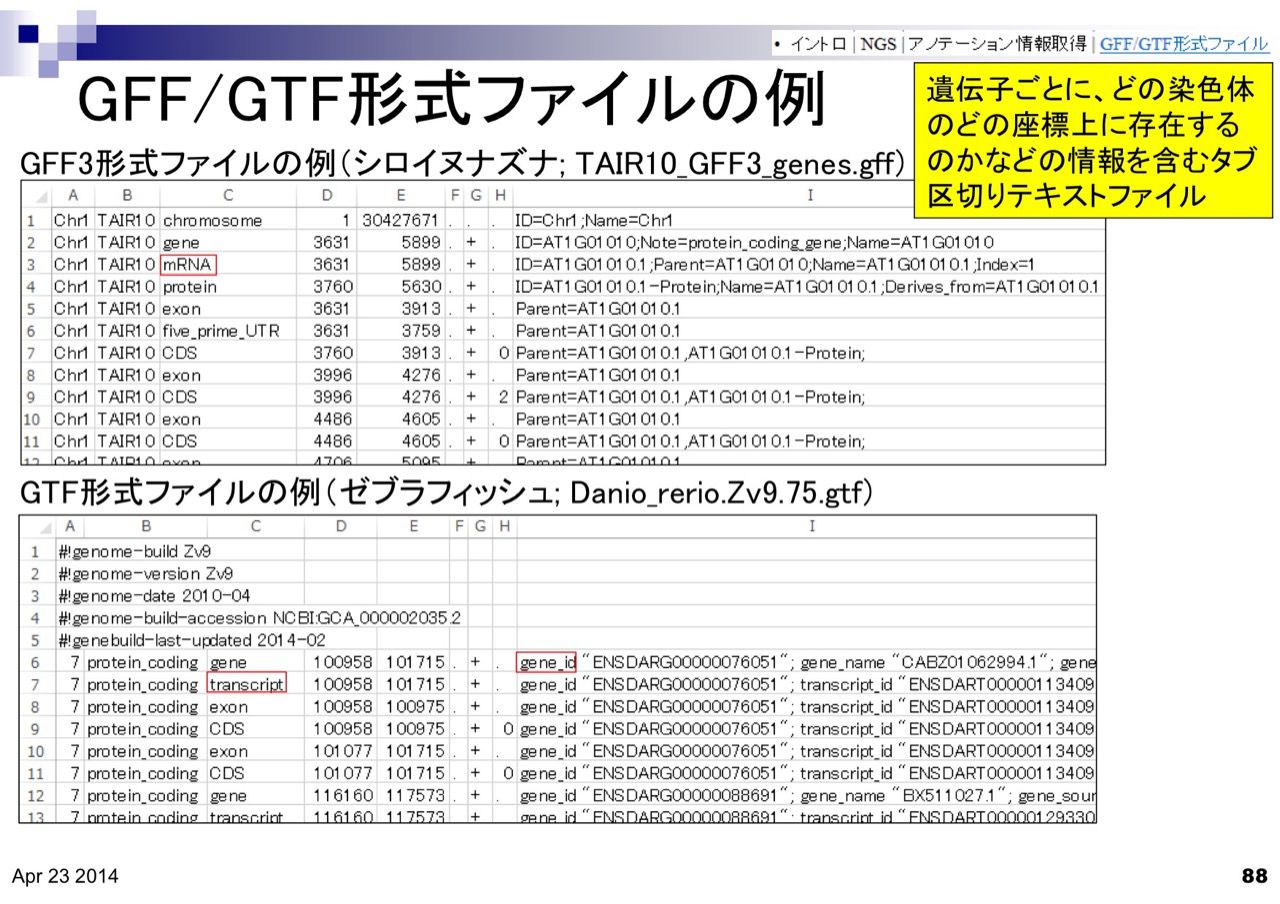 • イントロ | NGS | アノテーション情報取得 | GFF/GTF形式ファイル
GFF/GTF形式ファイルの例
遺伝子ごとに、どの染色体
のどの座標上に存在する
のかなどの情報を含むタブ
区切りテキストファイル
GFF3形式ファイルの例（シロイヌナズナ; TAIR10_GFF3_genes.gff）
A B C D E F G H I
1 Chr1 TAIR10 chromosome 1 30427671 . . . ID=Chr1;Name=Chr1
2 Chr1 TAIR10 gene 3631 5899 . + . ID=AT1G01010;Note=protein_coding_gene;Name=AT1G01010
3 Chr1 TAIR10 mRNA 3631 5899 . + . ID=AT1G01010.1;Parent=AT1G01010;Name=AT1G01010.1;Index=1
4 Chr1 TAIR10 protein 3760 5630 . + . ID=AT1G01010.1-Protein;Name=AT1G01010.1;Derives_from=AT1G01010.1
5 Chr1 TAIR10 exon 3631 3913 . + . Parent=AT1G01010.1
6 Chr1 TAIR10 five_prime_UTR 3631 3759 . + . Parent=AT1G01010.1
7 Chr1 TAIR10 CDS 3760 3913 . + 0 Parent=AT1G01010.1,AT1G01010.1-Protein;
8 Chr1 TAIR10 exon 3996 4276 . + . Parent=AT1G01010.1
9 Chr1 TAIR10 CDS 3996 4276 . + 2 Parent=AT1G01010.1,AT1G01010.1-Protein;
10 Chr1 TAIR10 exon 4486 4605 . + . Parent=AT1G01010.1
11 Chr1 TAIR10 CDS 4486 4605 . + 0 Parent=AT1G01010.1,AT1G01010.1-Protein;
12 Chr1 TAIR10 exon 4706 5095 . + . Parent=AT1G01010.1
GTF形式ファイルの例（ゼブラフィッシュ; Danio_rerio.Zv9.75.gtf）
A B C D E F G H I
1 #!genome-build Zv9
2 #!genome-version Zv9
3 #!genome-date 2010-04
4 #!genome-build-accession NCBI:GCA_000002035.2
5 #!genebuild-last-updated 2014-02
6 7 protein_coding gene 100958 101715 . + . gene_id "ENSDARG00000076051"; gene_name "CABZ01062994.1"; gene
7 7 protein_coding transcript 100958 101715 . + . gene_id "ENSDARG00000076051"; transcript_id "ENSDART00000113409
8 7 protein_coding exon 100958 100975 . + . gene_id "ENSDARG00000076051"; transcript_id "ENSDART00000113409
9 7 protein_coding CDS 100958 100975 . + 0 gene_id "ENSDARG00000076051"; transcript_id "ENSDART00000113409
10 7 protein_coding exon 101077 101715 . + . gene_id "ENSDARG00000076051"; transcript_id "ENSDART00000113409
11 7 protein_coding CDS 101077 101715 . + 0 gene_id "ENSDARG00000076051"; transcript_id "ENSDART00000113409
12 7 protein_coding gene 116160 117573 . + . gene_id "ENSDARG00000088691"; gene_name "BX511027.1"; gene_sour
13 7 protein_coding transcript 116160 117573 . + . gene_id "ENSDARG00000088691"; transcript_id "ENSDART00000129330
Apr 23 2014
88